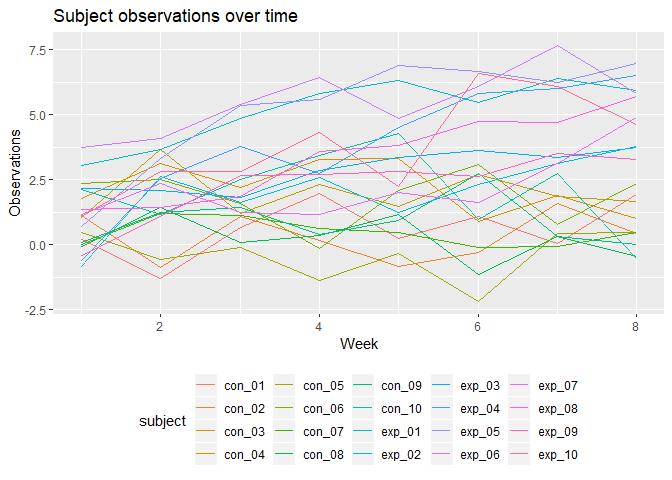 Subject observations over time
7.5
5.0
2.5
0.0
-2.5
Observations
2 4 6 8
Week
subject
con_01 con_05 con_09 exp_03 exp_07
con_02 con_06 con_10 exp_04 exp_08
con_03 con_07 exp_01 exp_05 exp_09
con_04 con_08 exp_02 exp_06 exp_10